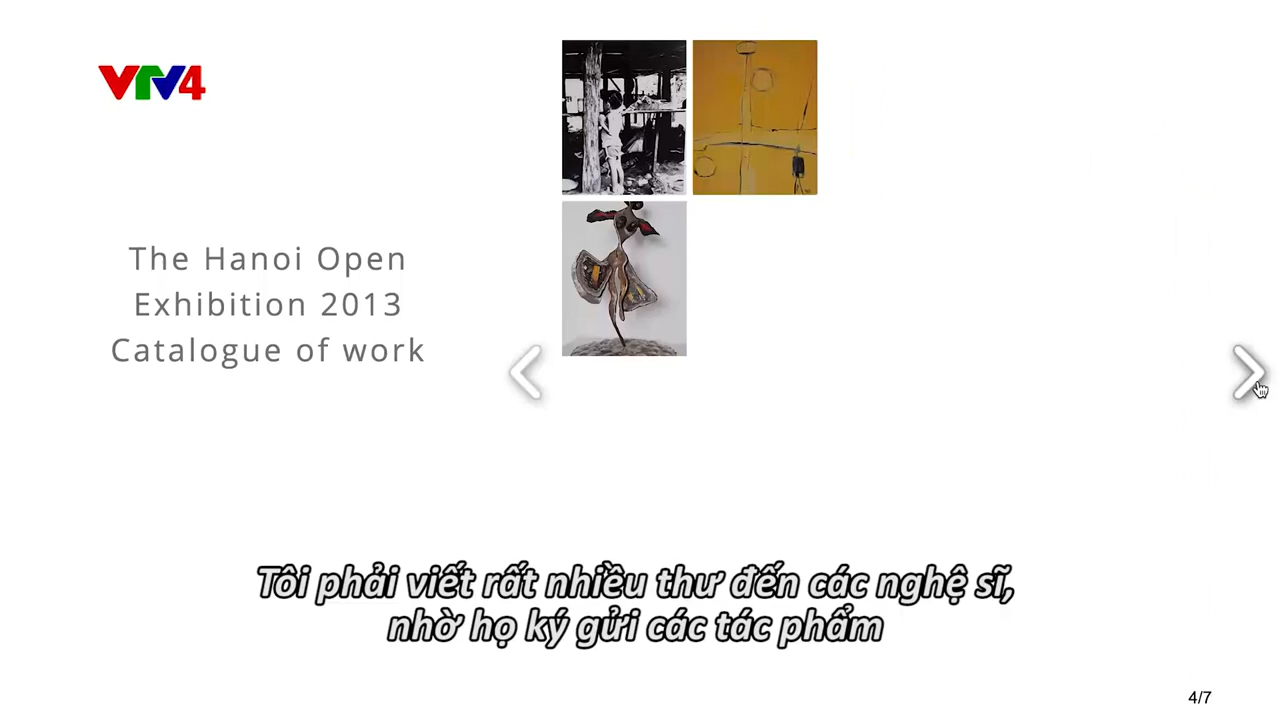 VTV4
The Hanoi Open
Exhibition 2013
Catalogue of work
Tôi phải viết rất nhiều thư đến các nghệ sĩ,
nhờ họ ký gửi các tác phẩm
4/7